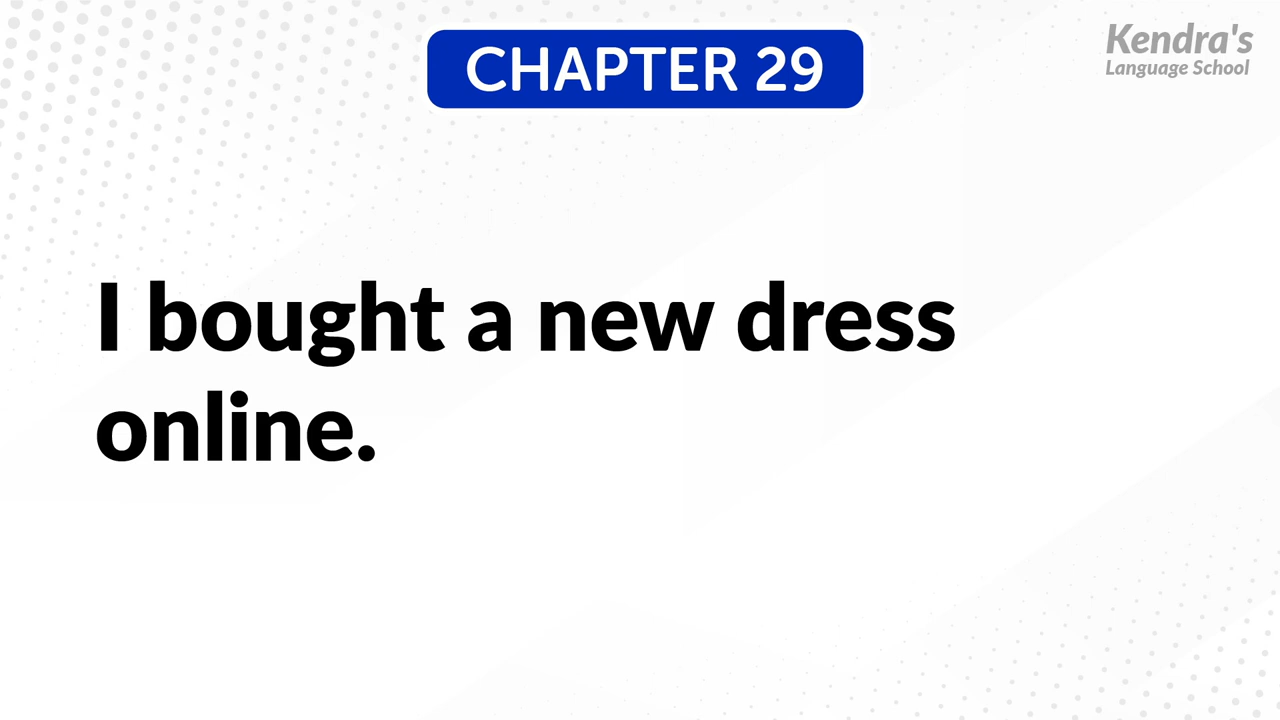 CHAPTER 29
Kendra's
Language School
I bought a new dress
online.